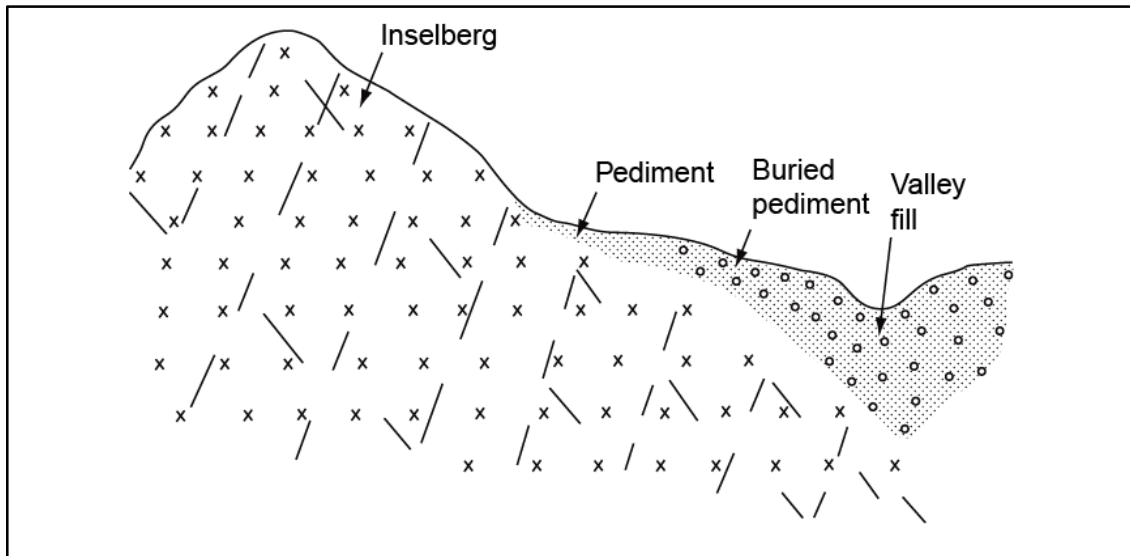 Inselberg
Pediment
Buried
pediment
Valley
fill